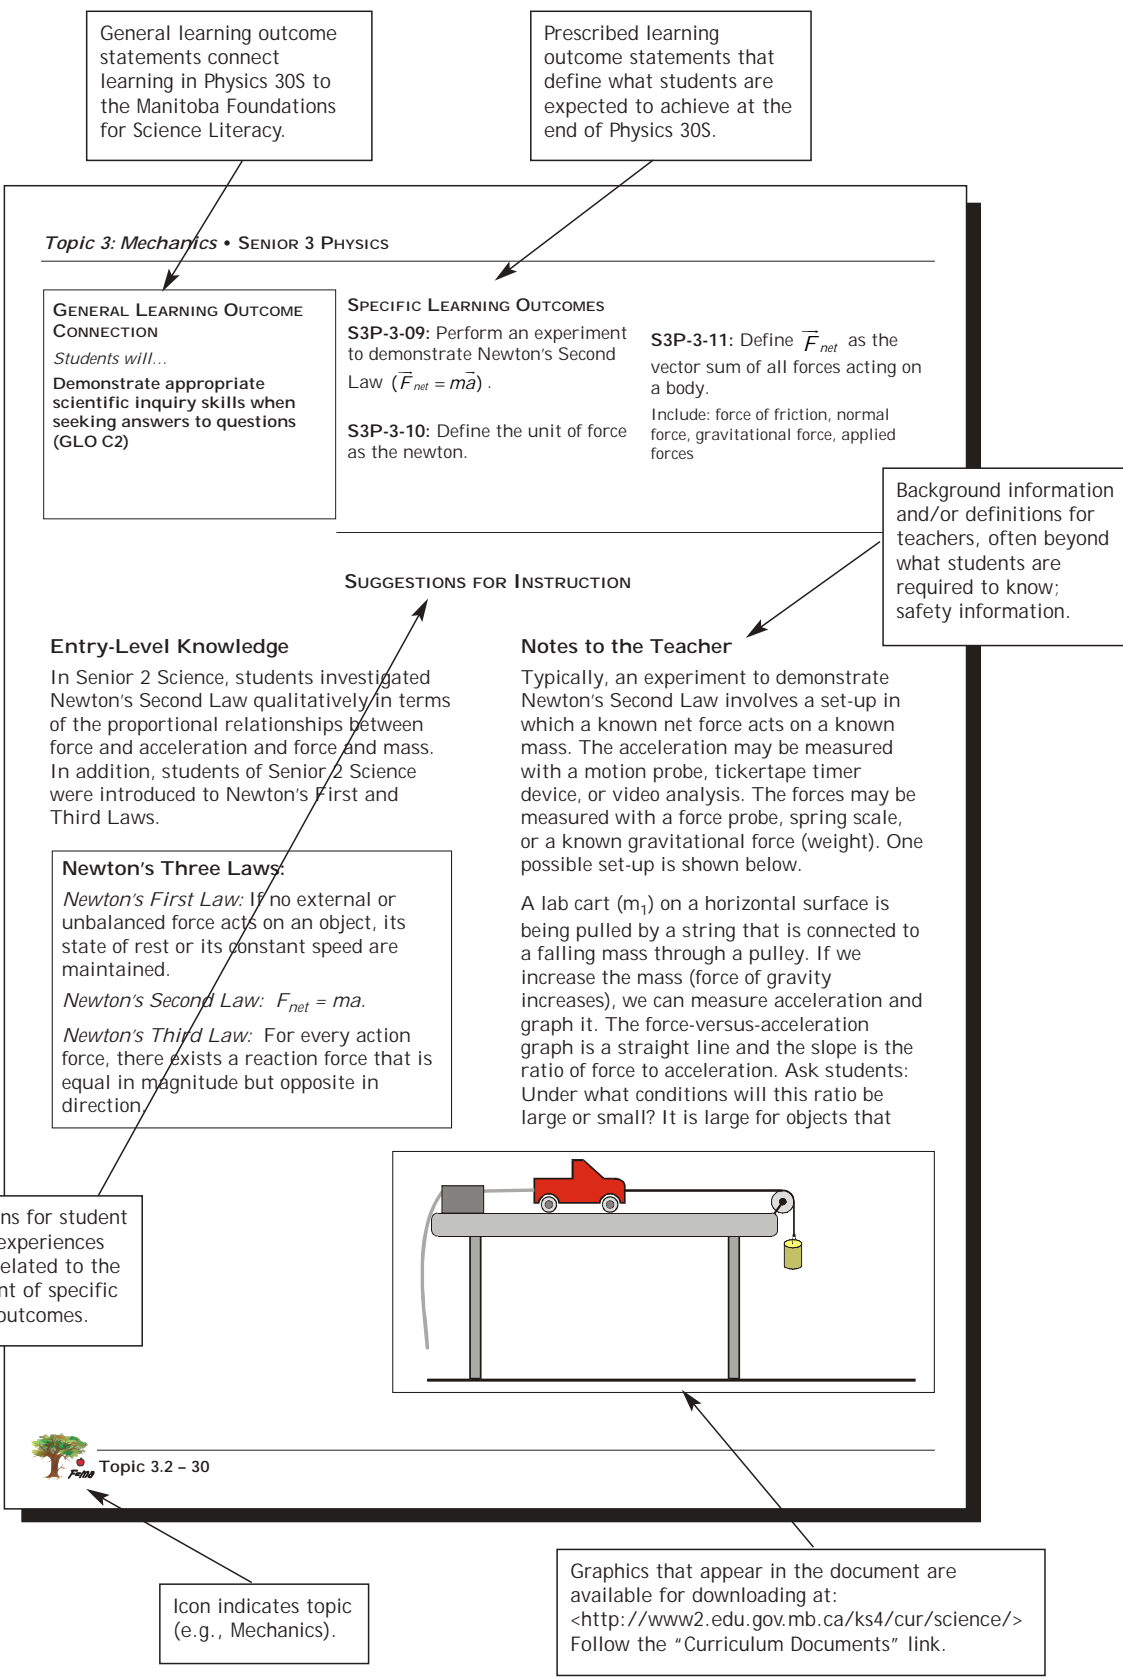 General learning outcome
statements connect
learning in Physics 30S to
the Manitoba Foundations
for Science Literacy.
Prescribed learning
outcome statements that
define what students are
expected to achieve at the
end of Physics 30S.
Topic 3: Mechanics • SENIOR 3 PHYSICS
GENERAL LEARNING OUTCOME
CONNECTION
Students will...
Demonstrate appropriate
scientific inquiry skills when
seeking answers to questions
(GLO C2)
SPECIFIC LEARNING OUTCOMES
S3P-3-09: Perform an experiment
to demonstrate Newton's Second
Law (F⃗net = ma⃗).
S3P-3-10: Define the unit of force
as the newton.
S3P-3-11: Define F⃗net as the
vector sum of all forces acting on
a body.
Include: force of friction, normal
force, gravitational force, applied
forces
Background information
and/or definitions for
teachers, often beyond
what students are
required to know;
safety information.
SUGGESTIONS FOR INSTRUCTION
Entry-Level Knowledge
In Senior 2 Science, students investigated
Newton's Second Law qualitatively in terms
of the proportional relationships between
force and acceleration and force and mass.
In addition, students of Senior 2 Science
were introduced to Newton's First and
Third Laws.
Newton's Three Laws:
Newton's First Law: If no external or
unbalanced force acts on an object, its
state of rest or its constant speed are
maintained.
Newton's Second Law: Fnet = ma.
Newton's Third Law: For every action
force, there exists a reaction force that is
equal in magnitude but opposite in
direction.
Notes to the Teacher
Typically, an experiment to demonstrate
Newton's Second Law involves a set-up in
which a known net force acts on a known
mass. The acceleration may be measured
with a motion probe, tickertape timer
device, or video analysis. The forces may be
measured with a force probe, spring scale,
or a known gravitational force (weight). One
possible set-up is shown below.
A lab cart (m₁) on a horizontal surface is
being pulled by a string that is connected to
a falling mass through a pulley. If we
increase the mass (force of gravity
increases), we can measure acceleration and
graph it. The force-versus-acceleration
graph is a straight line and the slope is the
ratio of force to acceleration. Ask students:
Under what conditions will this ratio be
large or small? It is large for objects that
ns for student
experiences
elated to the
nt of specific
outcomes.
F=ma
Topic 3.2 – 30
Icon indicates topic
(e.g., Mechanics).
Graphics that appear in the document are
available for downloading at:
<http://www2.edu.gov.mb.ca/ks4/cur/science/>
Follow the "Curriculum Documents" link.